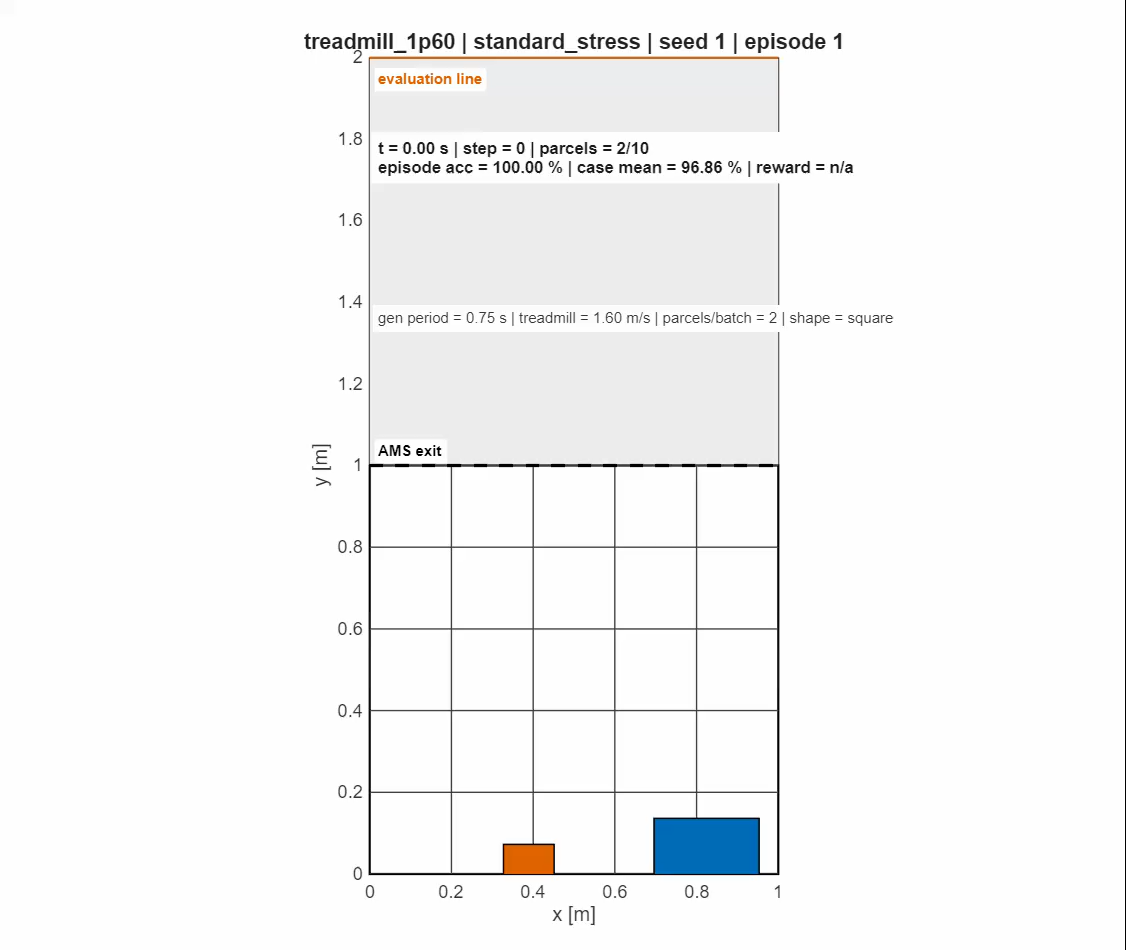 treadmill_1p60 | standard_stress | seed 1 | episode 1
2
evaluation line
1.8
t = 0.00 s | step = 0 | parcels = 2/10
episode acc = 100.00 % | case mean = 96.86 % | reward = n/a
1.6
1.4
gen period = 0.75 s | treadmill = 1.60 m/s | parcels/batch = 2 | shape = square
1.2
AMS exit
1
y [m]
0.8
0.6
0.4
0.2
0
0 0.2 0.4 0.6 0.8 1
x [m]